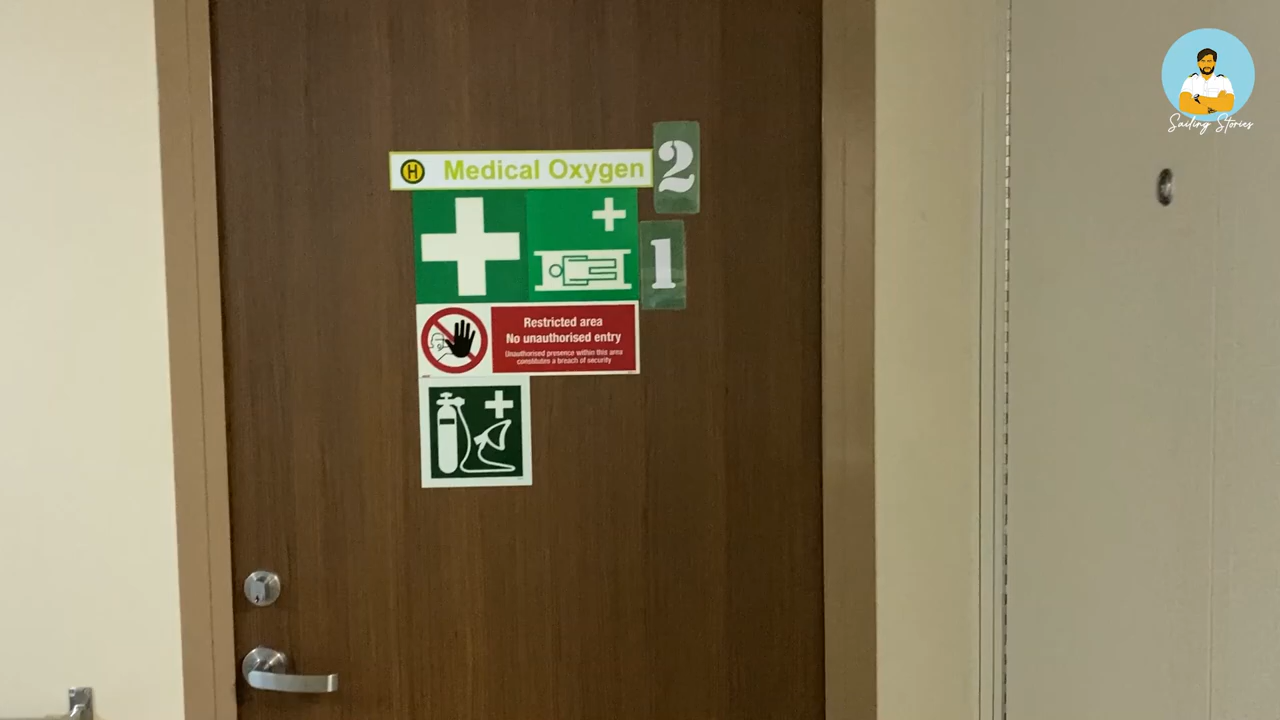 Sailing Stories
H Medical Oxygen
2
1
Restricted area
No unauthorised entry
Unauthorised presence within this area
constitutes a breach of security